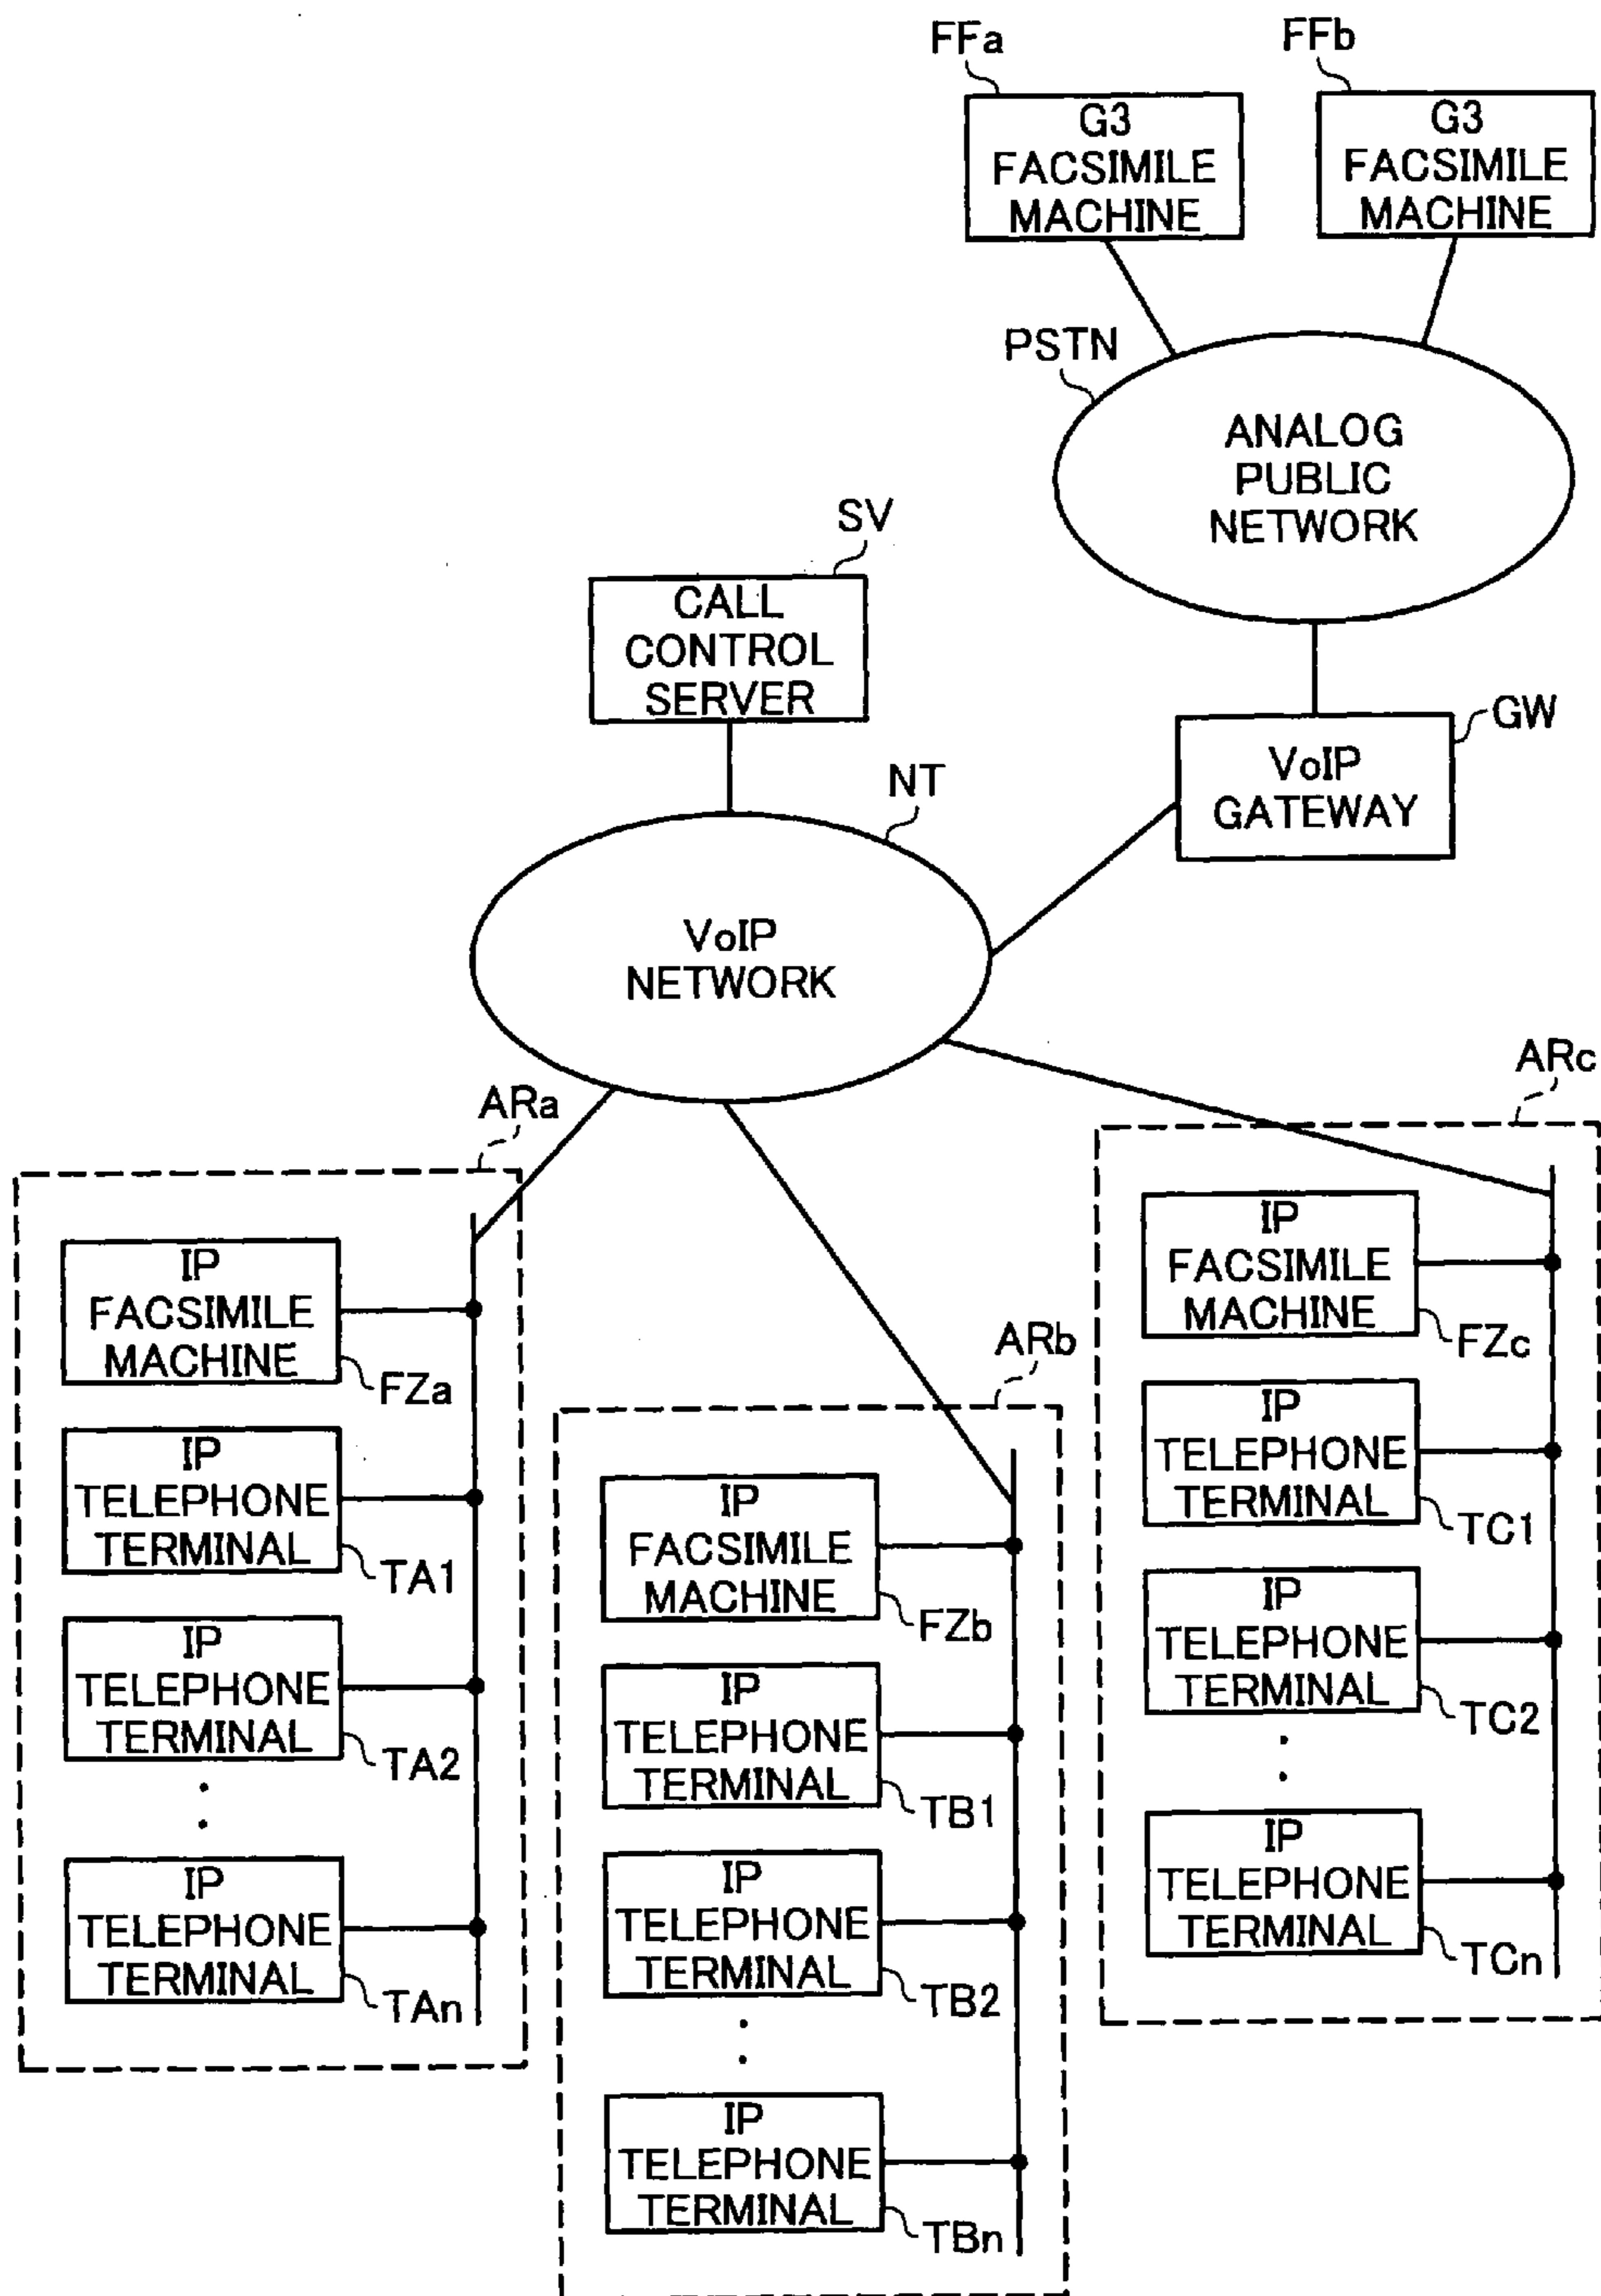 FFa
FFb
G3
FACSIMILE
MACHINE
G3
FACSIMILE
MACHINE
PSTN
ANALOG
PUBLIC
NETWORK
SV
CALL
CONTROL
SERVER
GW
VoIP
GATEWAY
NT
VoIP
NETWORK
ARa
IP
FACSIMILE
MACHINE
FZa
IP
TELEPHONE
TERMINAL
TA1
IP
TELEPHONE
TERMINAL
TA2
IP
TELEPHONE
TERMINAL
TAn
ARb
IP
FACSIMILE
MACHINE
FZb
IP
TELEPHONE
TERMINAL
TB1
IP
TELEPHONE
TERMINAL
TB2
IP
TELEPHONE
TERMINAL
TBn
ARc
IP
FACSIMILE
MACHINE
FZc
IP
TELEPHONE
TERMINAL
TC1
IP
TELEPHONE
TERMINAL
TC2
IP
TELEPHONE
TERMINAL
TCn